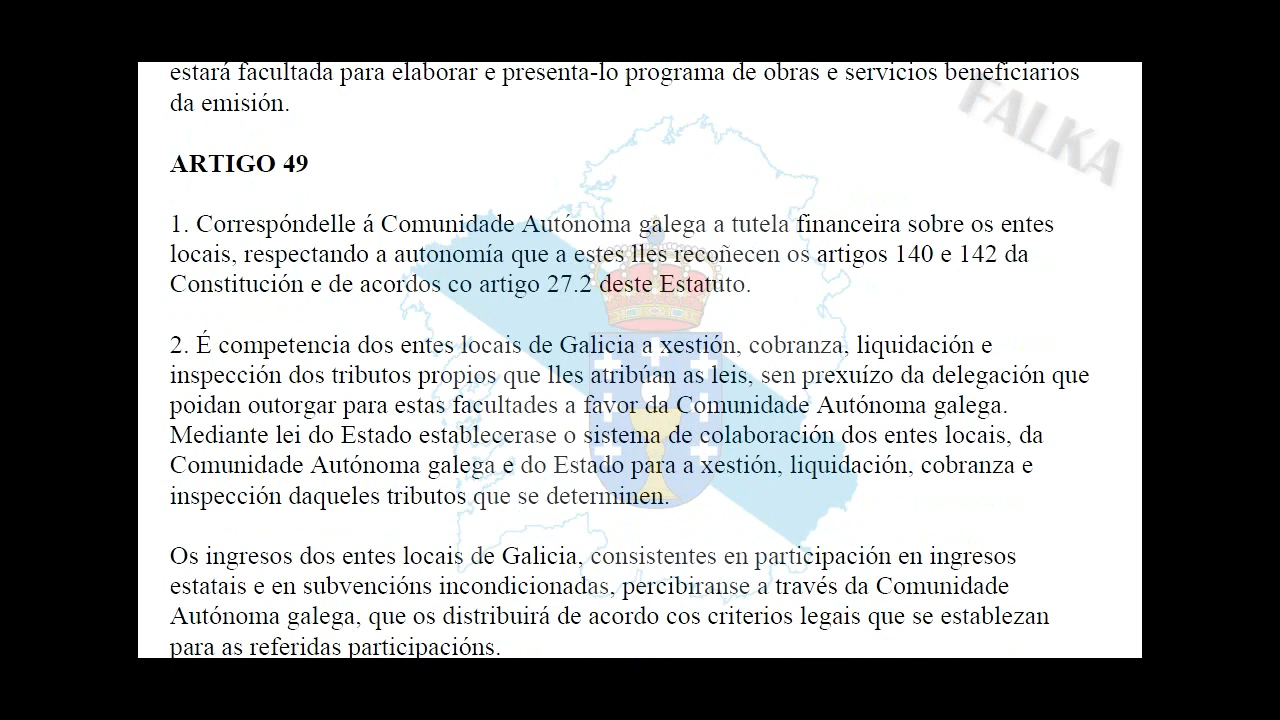 estará facultada para elaborar e presenta-lo programa de obras e servicios beneficiarios
da emisión.
FALKA
ARTIGO 49
1. Correspóndelle á Comunidade Autónoma galega a tutela financeira sobre os entes
locais, respectando a autonomía que a estes lles recoñecen os artigos 140 e 142 da
Constitución e de acordos co artigo 27.2 deste Estatuto.
2. É competencia dos entes locais de Galicia a xestión, cobranza, liquidación e
inspección dos tributos propios que lles atribúan as leis, sen prexuízo da delegación que
poidan outorgar para estas facultades a favor da Comunidade Autónoma galega.
Mediante lei do Estado establecerase o sistema de colaboración dos entes locais, da
Comunidade Autónoma galega e do Estado para a xestión, liquidación, cobranza e
inspección daqueles tributos que se determinen.
Os ingresos dos entes locais de Galicia, consistentes en participación en ingresos
estatais e en subvencións incondicionadas, percibiranse a través da Comunidade
Autónoma galega, que os distribuirá de acordo cos criterios legais que se establezan
para as referidas participacións.